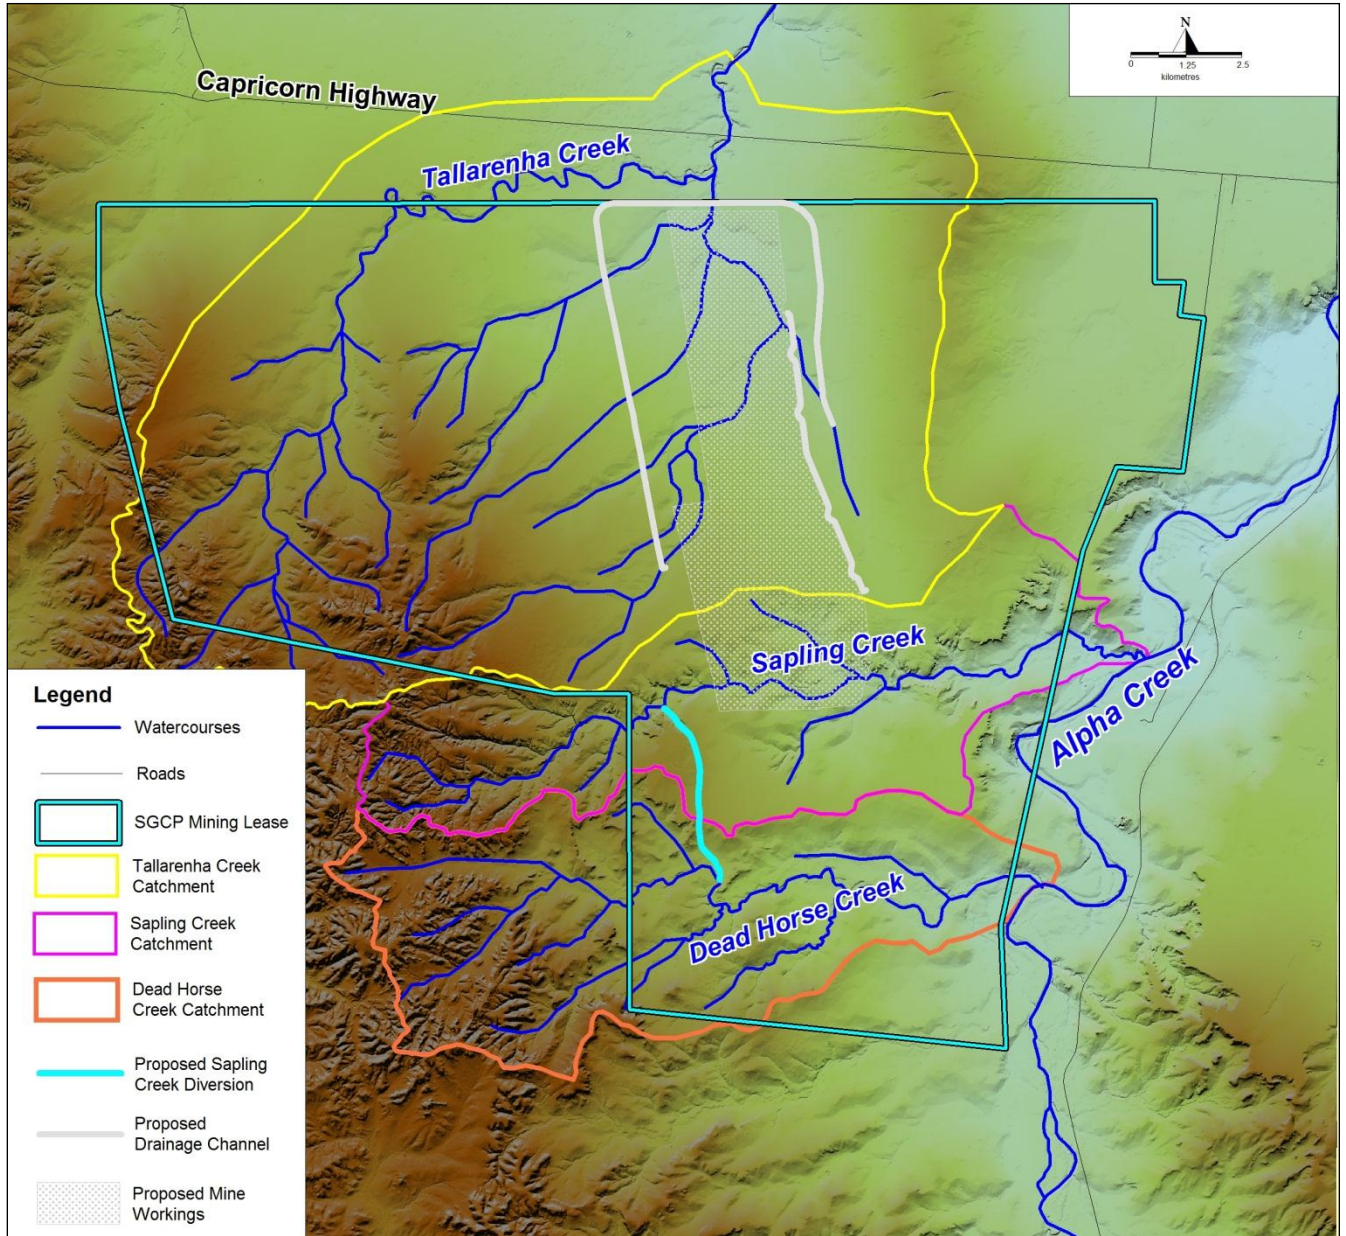 N
0 1.25 2.5
kilometres
Capricorn Highway
Tallarenha Creek
Sapling Creek
Alpha Creek
Dead Horse Creek
Legend
Watercourses
Roads
SGCP Mining Lease
Tallarenha Creek
Catchment
Sapling Creek
Catchment
Dead Horse
Creek Catchment
Proposed Sapling
Creek Diversion
Proposed
Drainage Channel
Proposed Mine
Workings